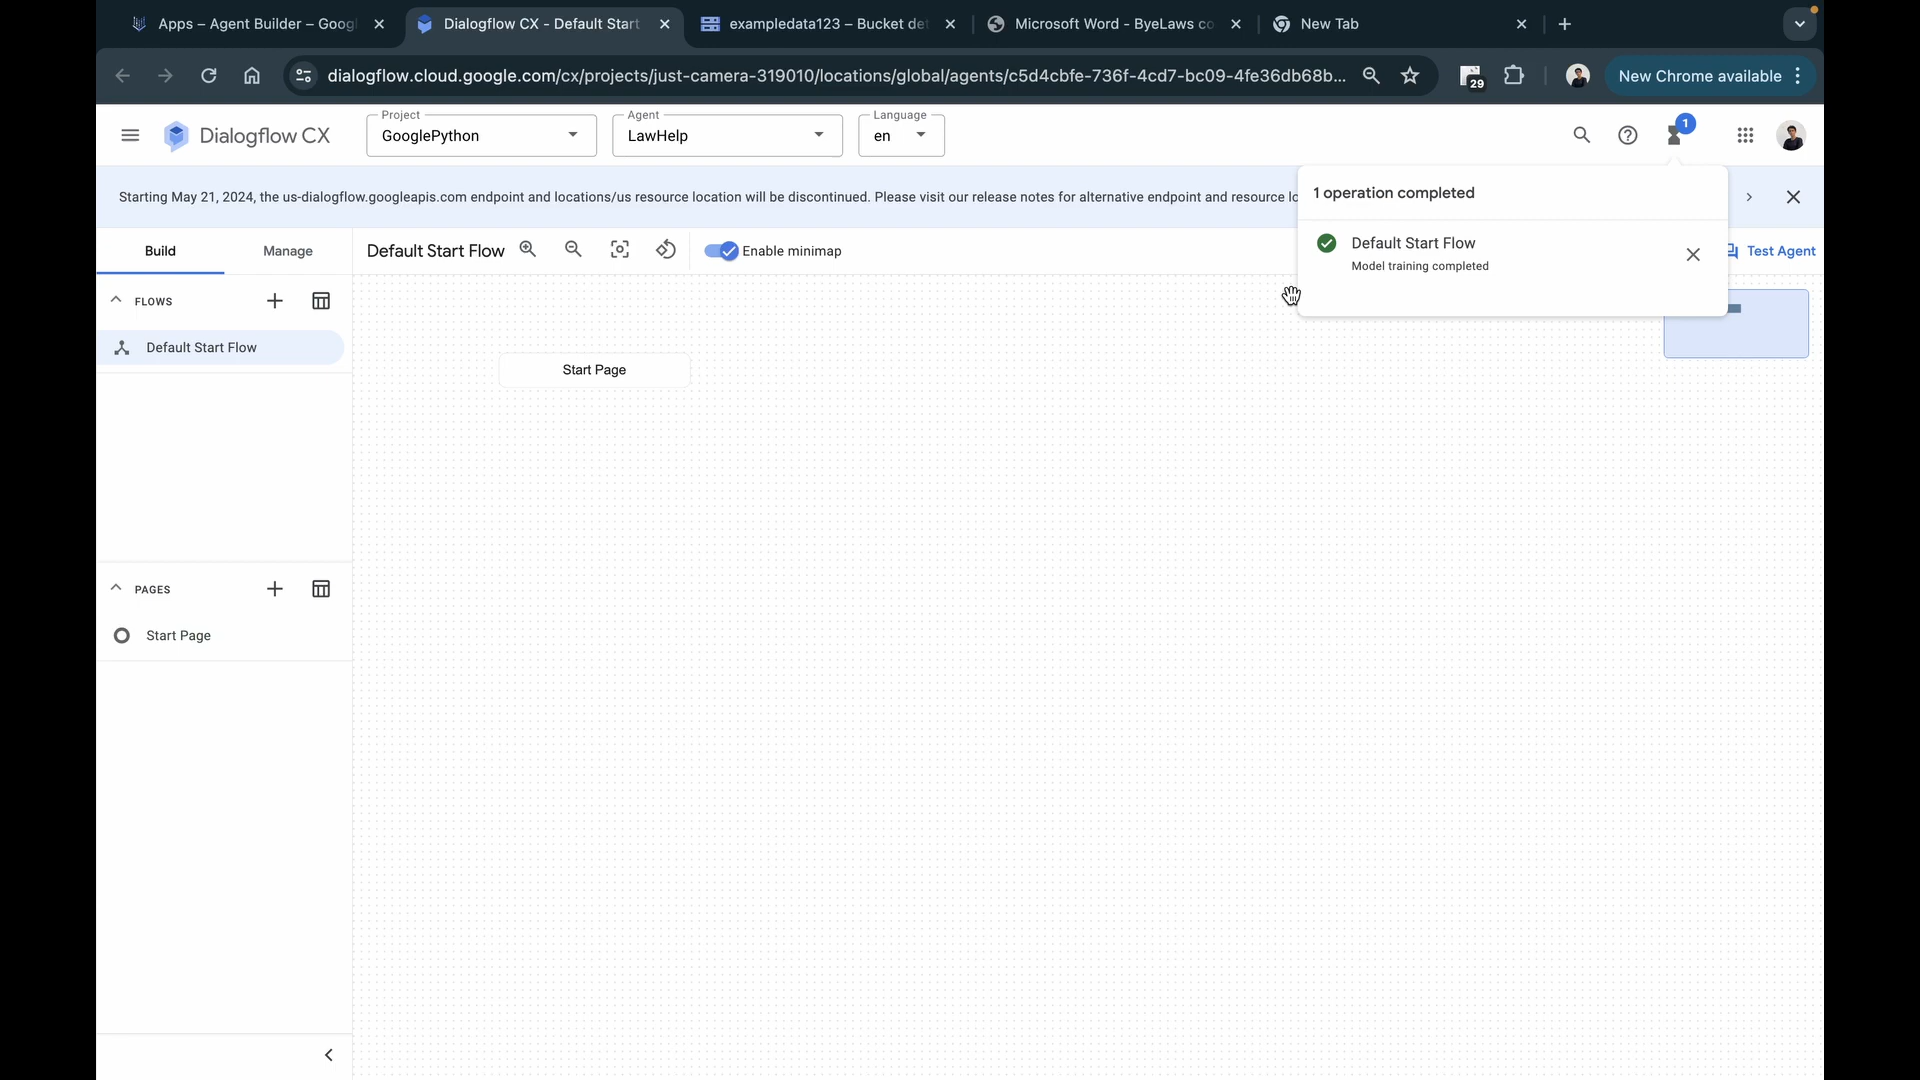 Apps – Agent Builder – Googl
Dialogflow CX - Default Start
exampledata123 – Bucket det
Microsoft Word - ByeLaws co
New Tab
dialogflow.cloud.google.com/cx/projects/just-camera-319010/locations/global/agents/c5d4cbfe-736f-4cd7-bc09-4fe36db68b...
29
New Chrome available
Dialogflow CX
Project
GooglePython
Agent
LawHelp
Language
en
1
Starting May 21, 2024, the us-dialogflow.googleapis.com endpoint and locations/us resource location will be discontinued. Please visit our release notes for alternative endpoint and resource lo
1 operation completed
Default Start Flow
Model training completed
Build
Manage
Default Start Flow
Enable minimap
Test Agent
FLOWS
Default Start Flow
Start Page
PAGES
Start Page